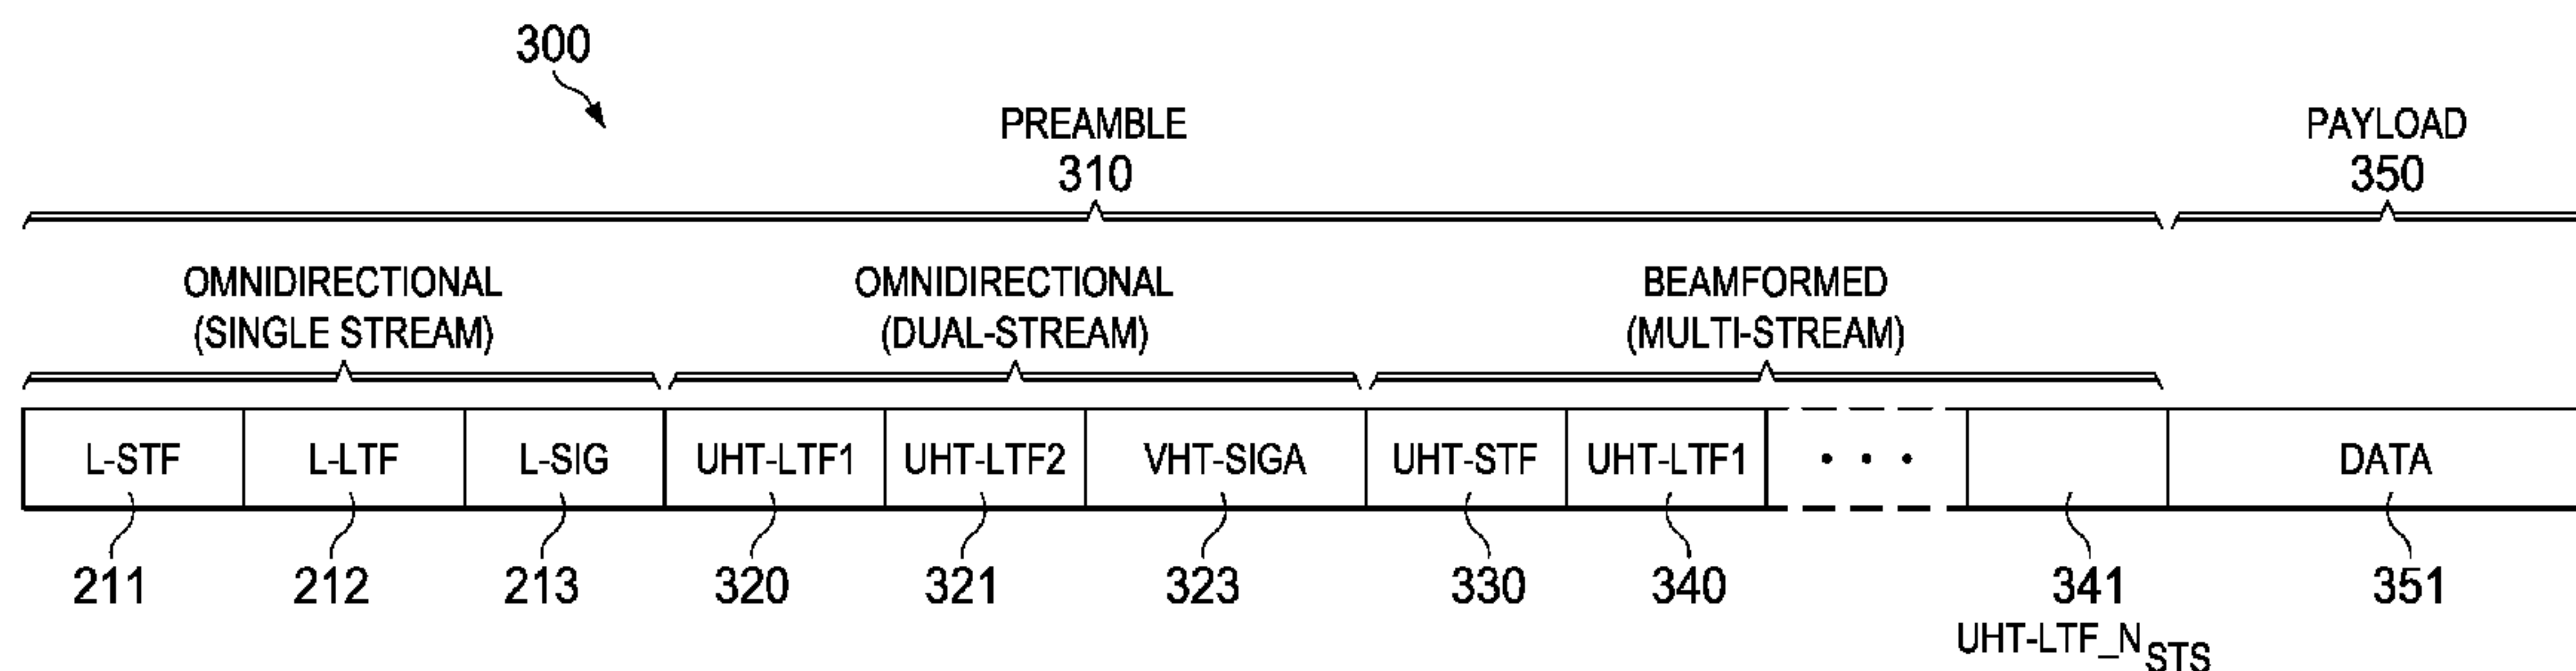 300
PREAMBLE
310
PAYLOAD
350
OMNIDIRECTIONAL
(SINGLE STREAM)
OMNIDIRECTIONAL
(DUAL-STREAM)
BEAMFORMED
(MULTI-STREAM)
L-STF L-LTF L-SIG UHT-LTF1 UHT-LTF2 VHT-SIGA UHT-STF UHT-LTF1 • • • DATA
211 212 213 320 321 323 330 340 341 351
UHT-LTF_NSTS